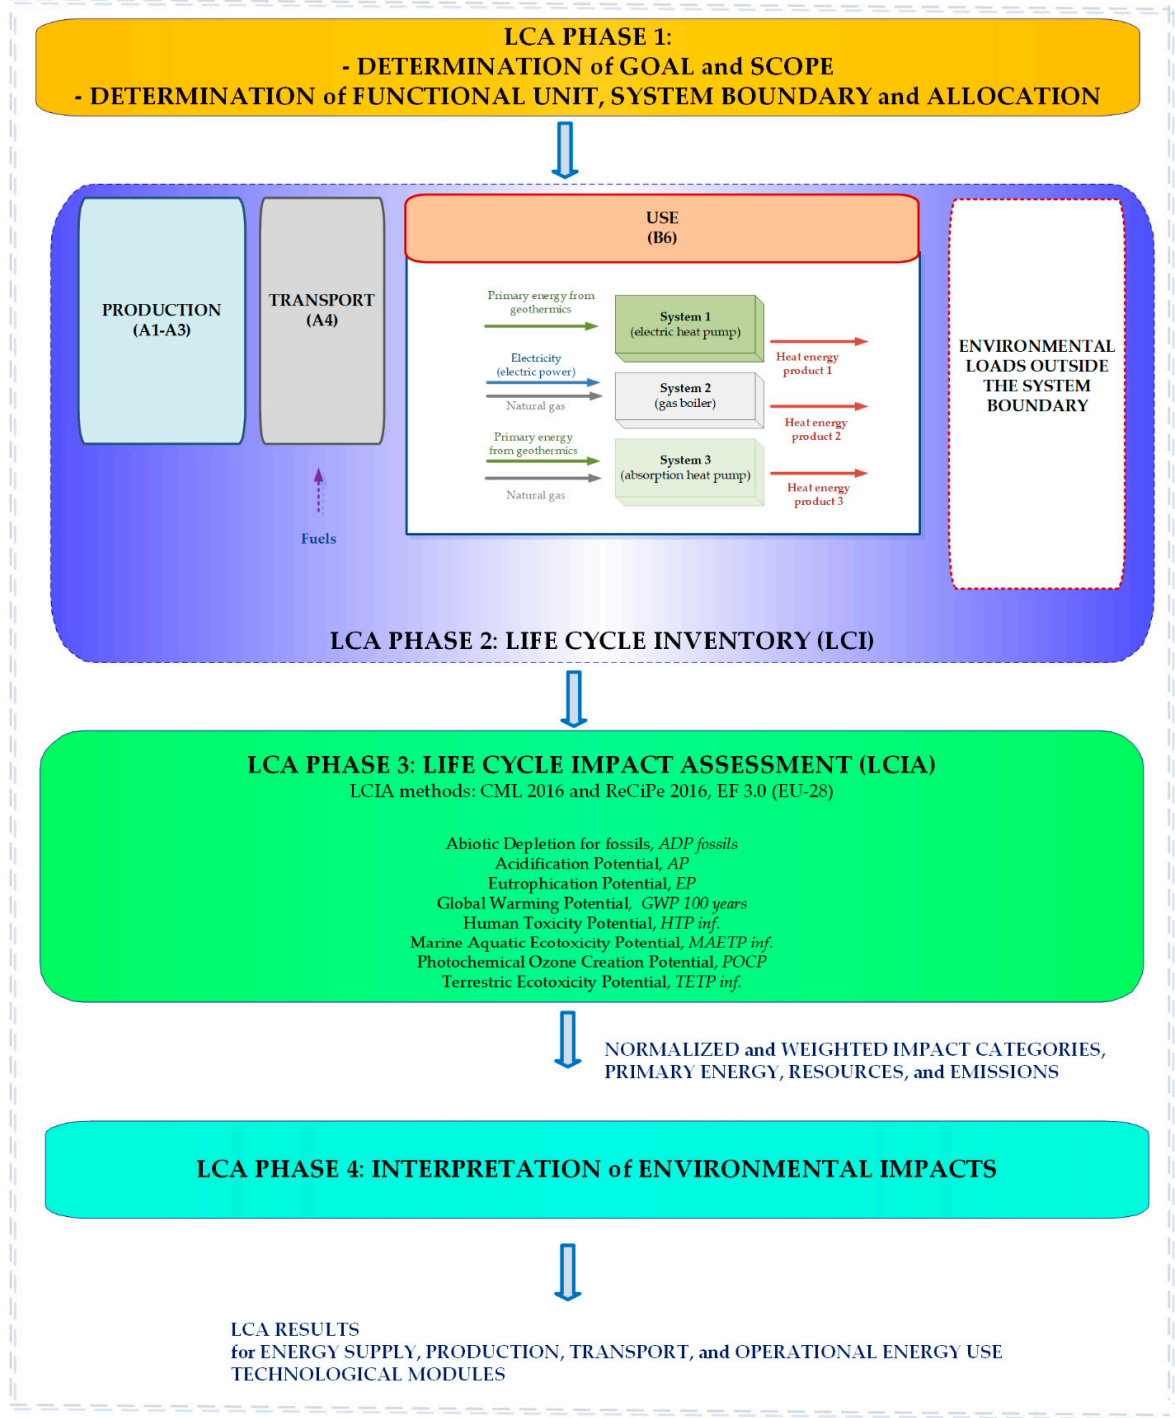 LCA PHASE 1:
- DETERMINATION of GOAL and SCOPE
- DETERMINATION of FUNCTIONAL UNIT, SYSTEM BOUNDARY and ALLOCATION
PRODUCTION
(A1-A3)
TRANSPORT
(A4)
Fuels
USE
(B6)
Primary energy from
geothermics
System 1
(electric heat pump)
Heat energy
product 1
Electricity
(electric power)
Natural gas
System 2
(gas boiler)
Heat energy
product 2
Primary energy
from geothermics
Natural gas
System 3
(absorption heat pump)
Heat energy
product 3
ENVIRONMENTAL
LOADS OUTSIDE
THE SYSTEM
BOUNDARY
LCA PHASE 2: LIFE CYCLE INVENTORY (LCI)
LCA PHASE 3: LIFE CYCLE IMPACT ASSESSMENT (LCIA)
LCIA methods: CML 2016 and ReCiPe 2016, EF 3.0 (EU-28)
Abiotic Depletion for fossils, ADP fossils
Acidification Potential, AP
Eutrophication Potential, EP
Global Warming Potential, GWP 100 years
Human Toxicity Potential, HTP inf.
Marine Aquatic Ecotoxicity Potential, MAETP inf.
Photochemical Ozone Creation Potential, POCP
Terrestric Ecotoxicity Potential, TETP inf.
NORMALIZED and WEIGHTED IMPACT CATEGORIES,
PRIMARY ENERGY, RESOURCES, and EMISSIONS
LCA PHASE 4: INTERPRETATION of ENVIRONMENTAL IMPACTS
LCA RESULTS
for ENERGY SUPPLY, PRODUCTION, TRANSPORT, and OPERATIONAL ENERGY USE
TECHNOLOGICAL MODULES